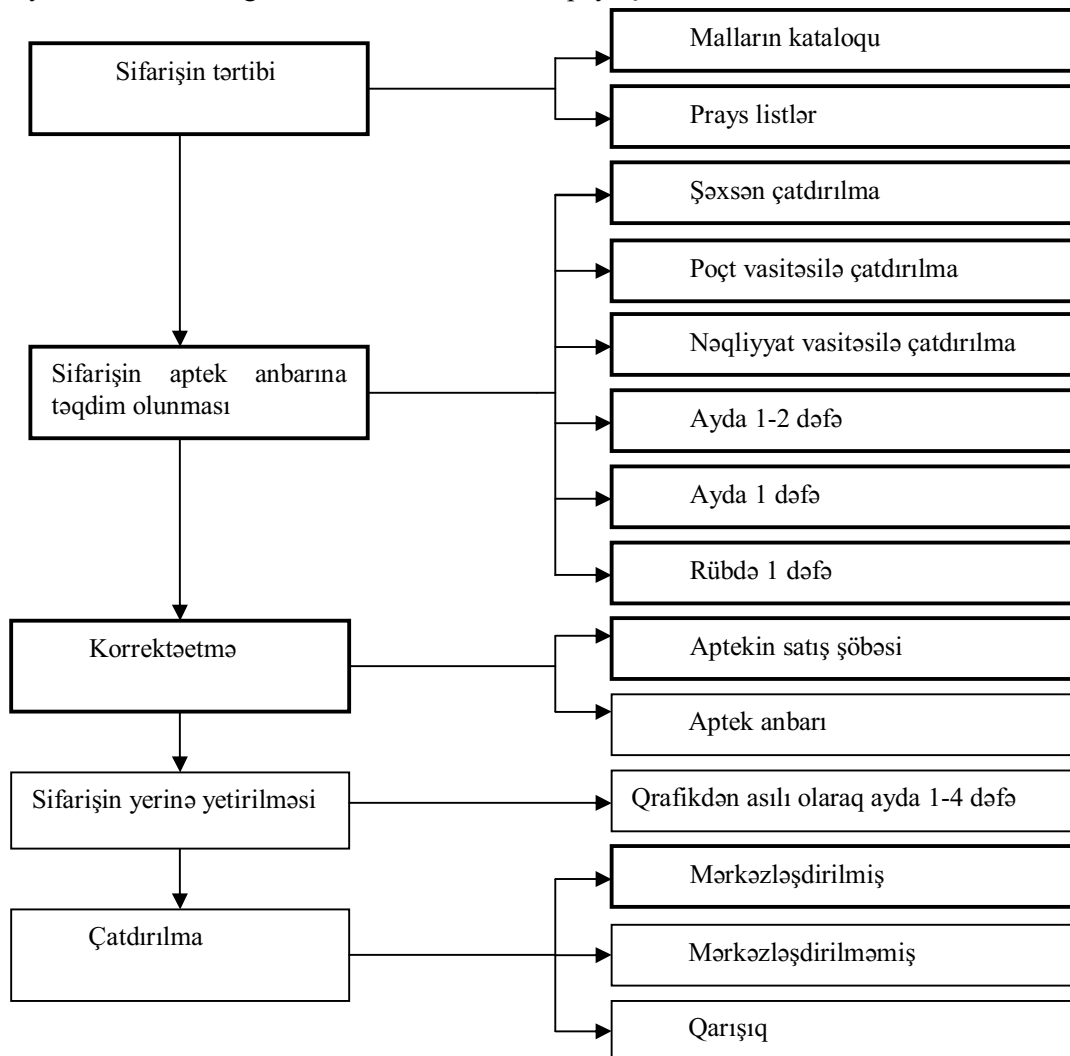 Sifarişin tərtibi
Malların kataloqu
Prays listlər
Sifarişin aptek anbarına
təqdim olunması
Şəxsən çatdırılma
Poçt vasitəsilə çatdırılma
Nəqliyyat vasitəsilə çatdırılma
Ayda 1-2 dəfə
Ayda 1 dəfə
Rübdə 1 dəfə
Korrektəetmə
Aptekin satış şöbəsi
Aptek anbarı
Sifarişin yerinə yetirilməsi
Qrafikdən asılı olaraq ayda 1-4 dəfə
Çatdırılma
Mərkəzləşdirilmiş
Mərkəzləşdirilməmiş
Qarışıq